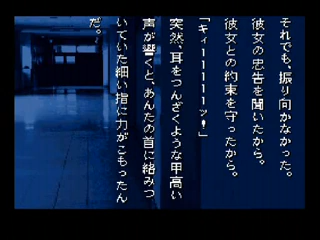 それでも、振り向かなかった。
彼女の忠告を聞いたから。
彼女との約束を守ったから。
「キィーーーーーッ!」
突然、耳をつんざくような甲高い
声が響くと、あんたの首に絡みつ
いていた細い指に力がこもったん
だ。